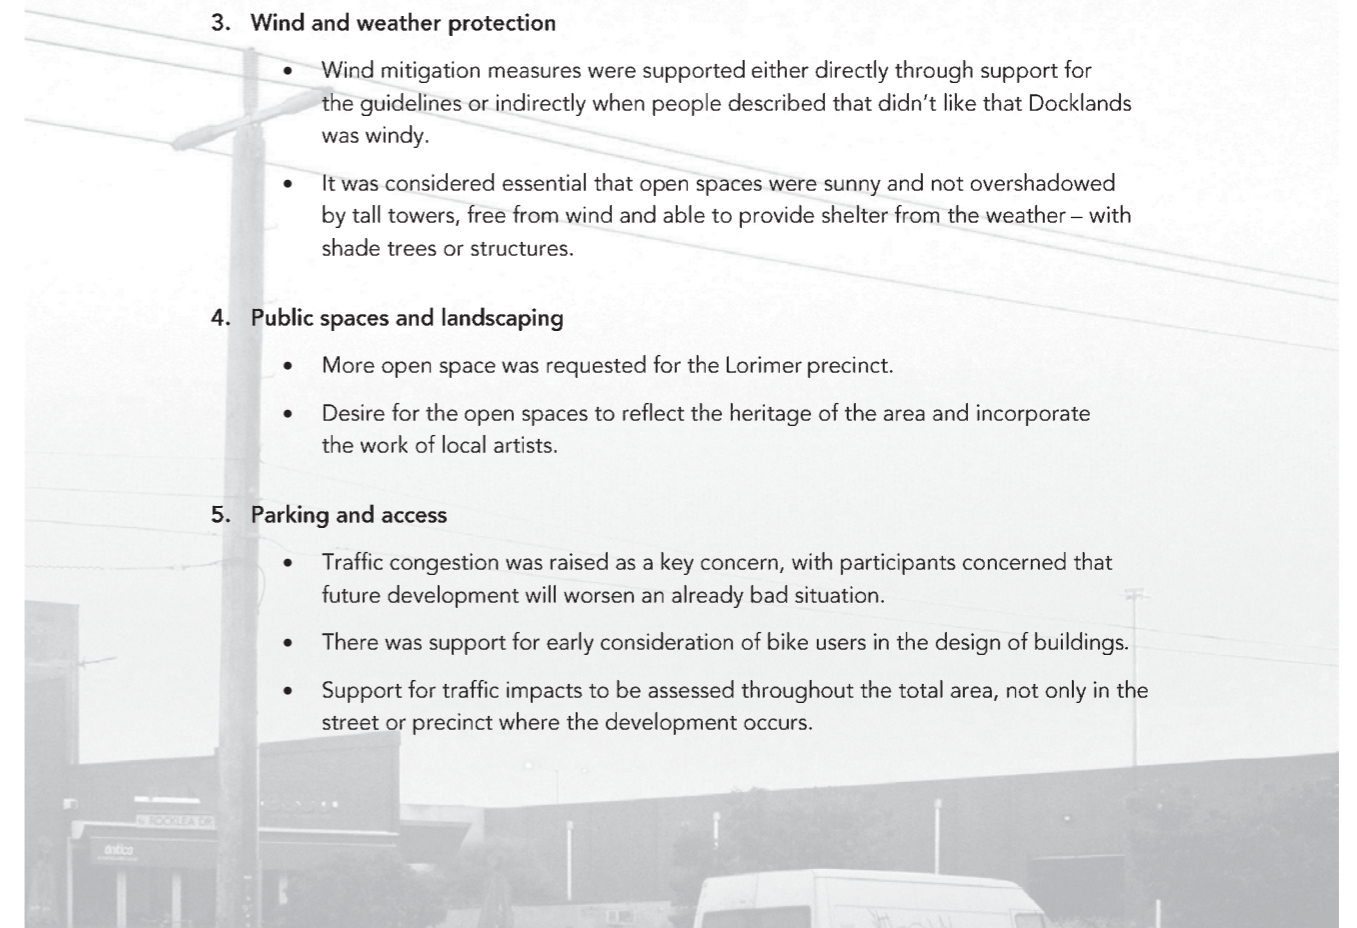 3. Wind and weather protection
• Wind mitigation measures were supported either directly through support for
the guidelines or indirectly when people described that didn't like that Docklands
was windy.
• It was considered essential that open spaces were sunny and not overshadowed
by tall towers, free from wind and able to provide shelter from the weather – with
shade trees or structures.
4. Public spaces and landscaping
• More open space was requested for the Lorimer precinct.
• Desire for the open spaces to reflect the heritage of the area and incorporate
the work of local artists.
5. Parking and access
• Traffic congestion was raised as a key concern, with participants concerned that
future development will worsen an already bad situation.
• There was support for early consideration of bike users in the design of buildings.
• Support for traffic impacts to be assessed throughout the total area, not only in the
street or precinct where the development occurs.
ROCKLEA DR